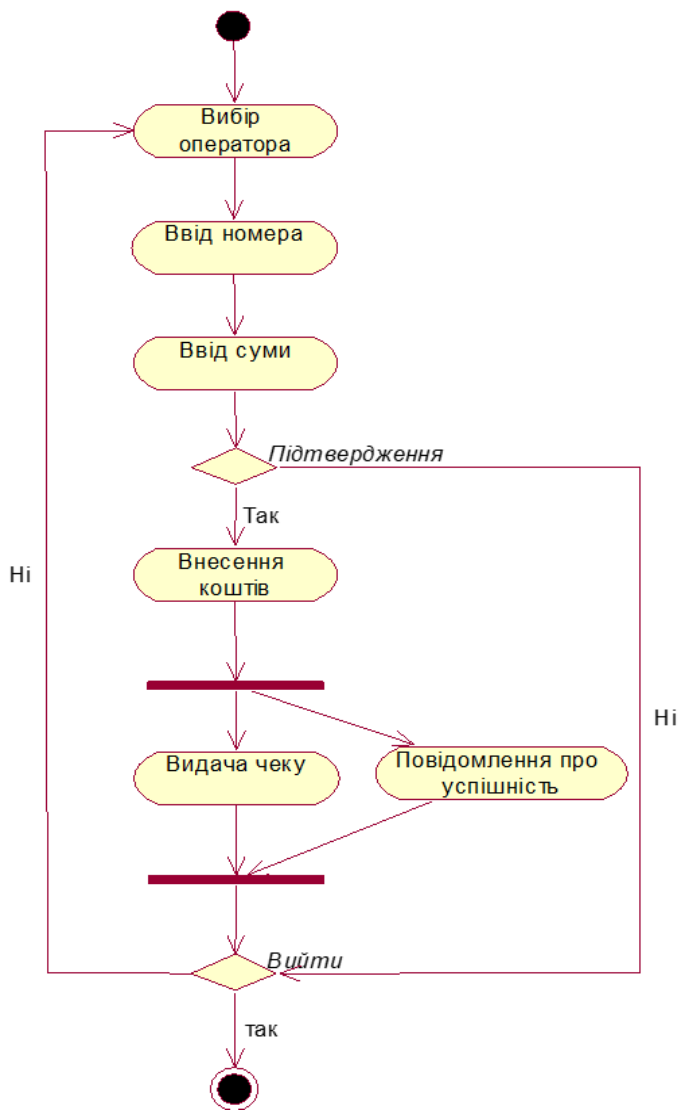 Вибір
оператора
Ввід номера
Ввід суми
Підтвердження
Так
Внесення
коштів
Ні
Ні
Видача чеку
Повідомлення про
успішність
Вийти
так